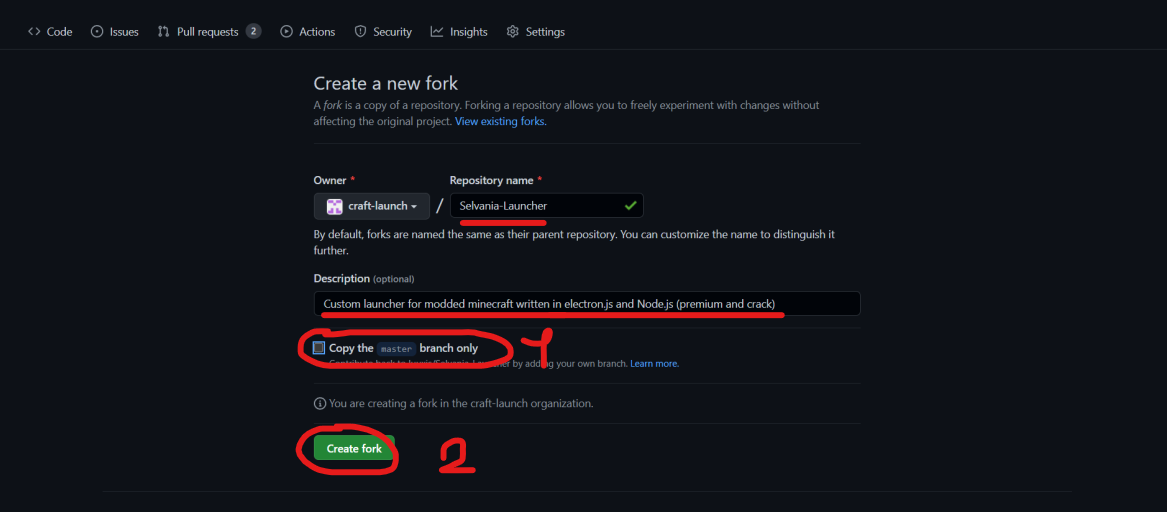 Code Issues Pull requests 2 Actions Security Insights Settings
Create a new fork
A fork is a copy of a repository. Forking a repository allows you to freely experiment with changes without
affecting the original project. View existing forks.
Owner * Repository name *
craft-launch / Selvania-Launcher
By default, forks are named the same as their parent repository. You can customize the name to distinguish it
further.
Description (optional)
Custom launcher for modded minecraft written in electron.js and Node.js (premium and crack)
Copy the master branch only 1
Contribute back to by adding your own branch. Learn more.
You are creating a fork in the craft-launch organization.
Create fork 2